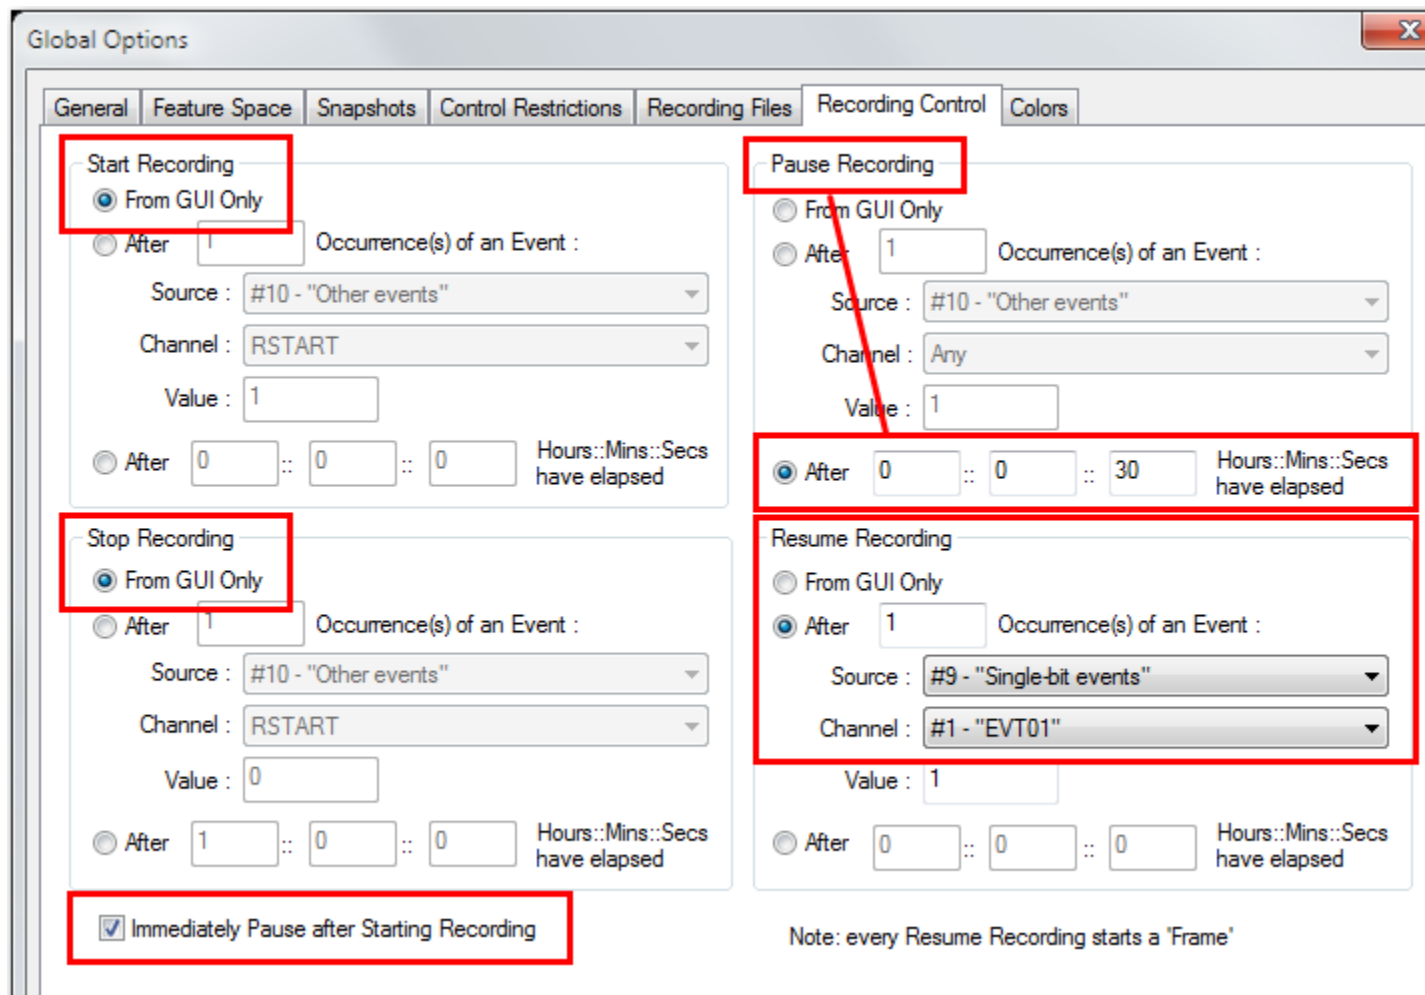 Global Options
X
General Feature Space Snapshots Control Restrictions Recording Files Recording Control Colors
Start Recording
From GUI Only
After 1 Occurrence(s) of an Event :
Source : #10 - "Other events"
Channel : RSTART
Value : 1
After 0 :: 0 :: 0 Hours::Mins::Secs
have elapsed
Pause Recording
From GUI Only
After 1 Occurrence(s) of an Event :
Source : #10 - "Other events"
Channel : Any
Value : 1
After 0 :: 0 :: 30 Hours::Mins::Secs
have elapsed
Stop Recording
From GUI Only
After 1 Occurrence(s) of an Event :
Source : #10 - "Other events"
Channel : RSTART
Value : 0
After 1 :: 0 :: 0 Hours::Mins::Secs
have elapsed
Resume Recording
From GUI Only
After 1 Occurrence(s) of an Event :
Source : #9 - "Single-bit events"
Channel : #1 - "EVT01"
Value : 1
After 0 :: 0 :: 0 Hours::Mins::Secs
have elapsed
Immediately Pause after Starting Recording
Note: every Resume Recording starts a 'Frame'